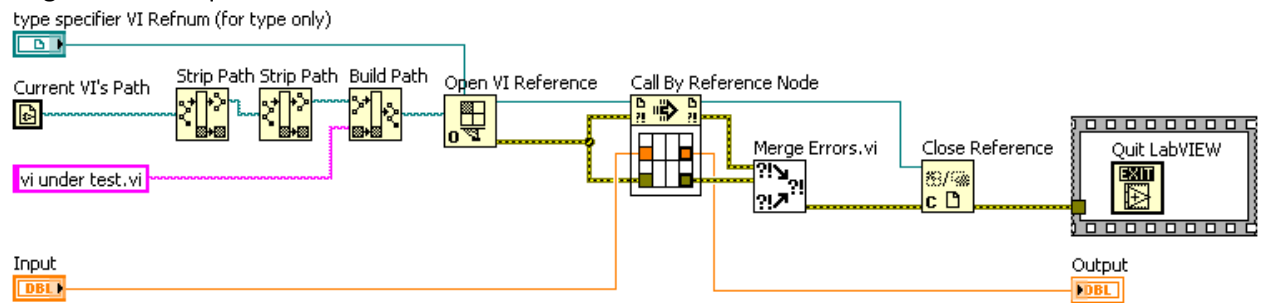 type specifier VI Refnum (for type only)
Current VI's Path
Strip Path Strip Path Build Path Open VI Reference Call By Reference Node
O
vi under test.vi
Merge Errors.vi
Close Reference
C
Quit LabVIEW
EXIT
?!
?!
?!
?!
?!
Input
DBL
Output
DBL